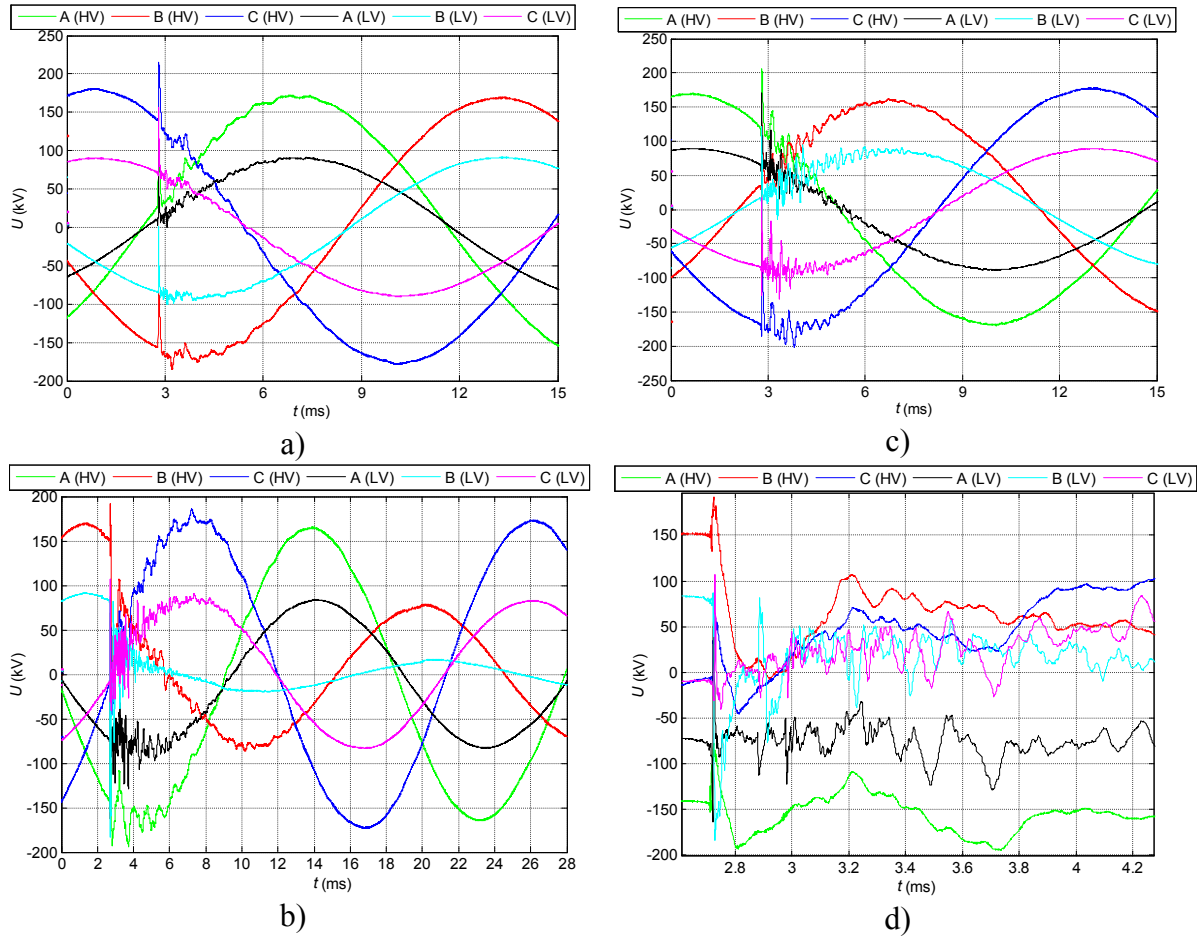 A (HV) B (HV) C (HV) A (LV) B (LV) C (LV)
250
200
150
100
50
0
-50
-100
-150
-200
U (kV)
0 3 6 9 12 15
t (ms)
a)
A (HV) B (HV) C (HV) A (LV) B (LV) C (LV)
250
200
150
100
50
0
-50
-100
-150
-200
-250
U (kV)
0 3 6 9 12 15
t (ms)
c)
A (HV) B (HV) C (HV) A (LV) B (LV) C (LV)
200
150
100
50
0
-50
-100
-150
-200
U (kV)
0 2 4 6 8 10 12 14 16 18 20 22 24 26 28
t (ms)
b)
A (HV) B (HV) C (HV) A (LV) B (LV) C (LV)
150
100
50
0
-50
-100
-150
-200
U (kV)
2.8 3 3.2 3.4 3.6 3.8 4 4.2
t (ms)
d)